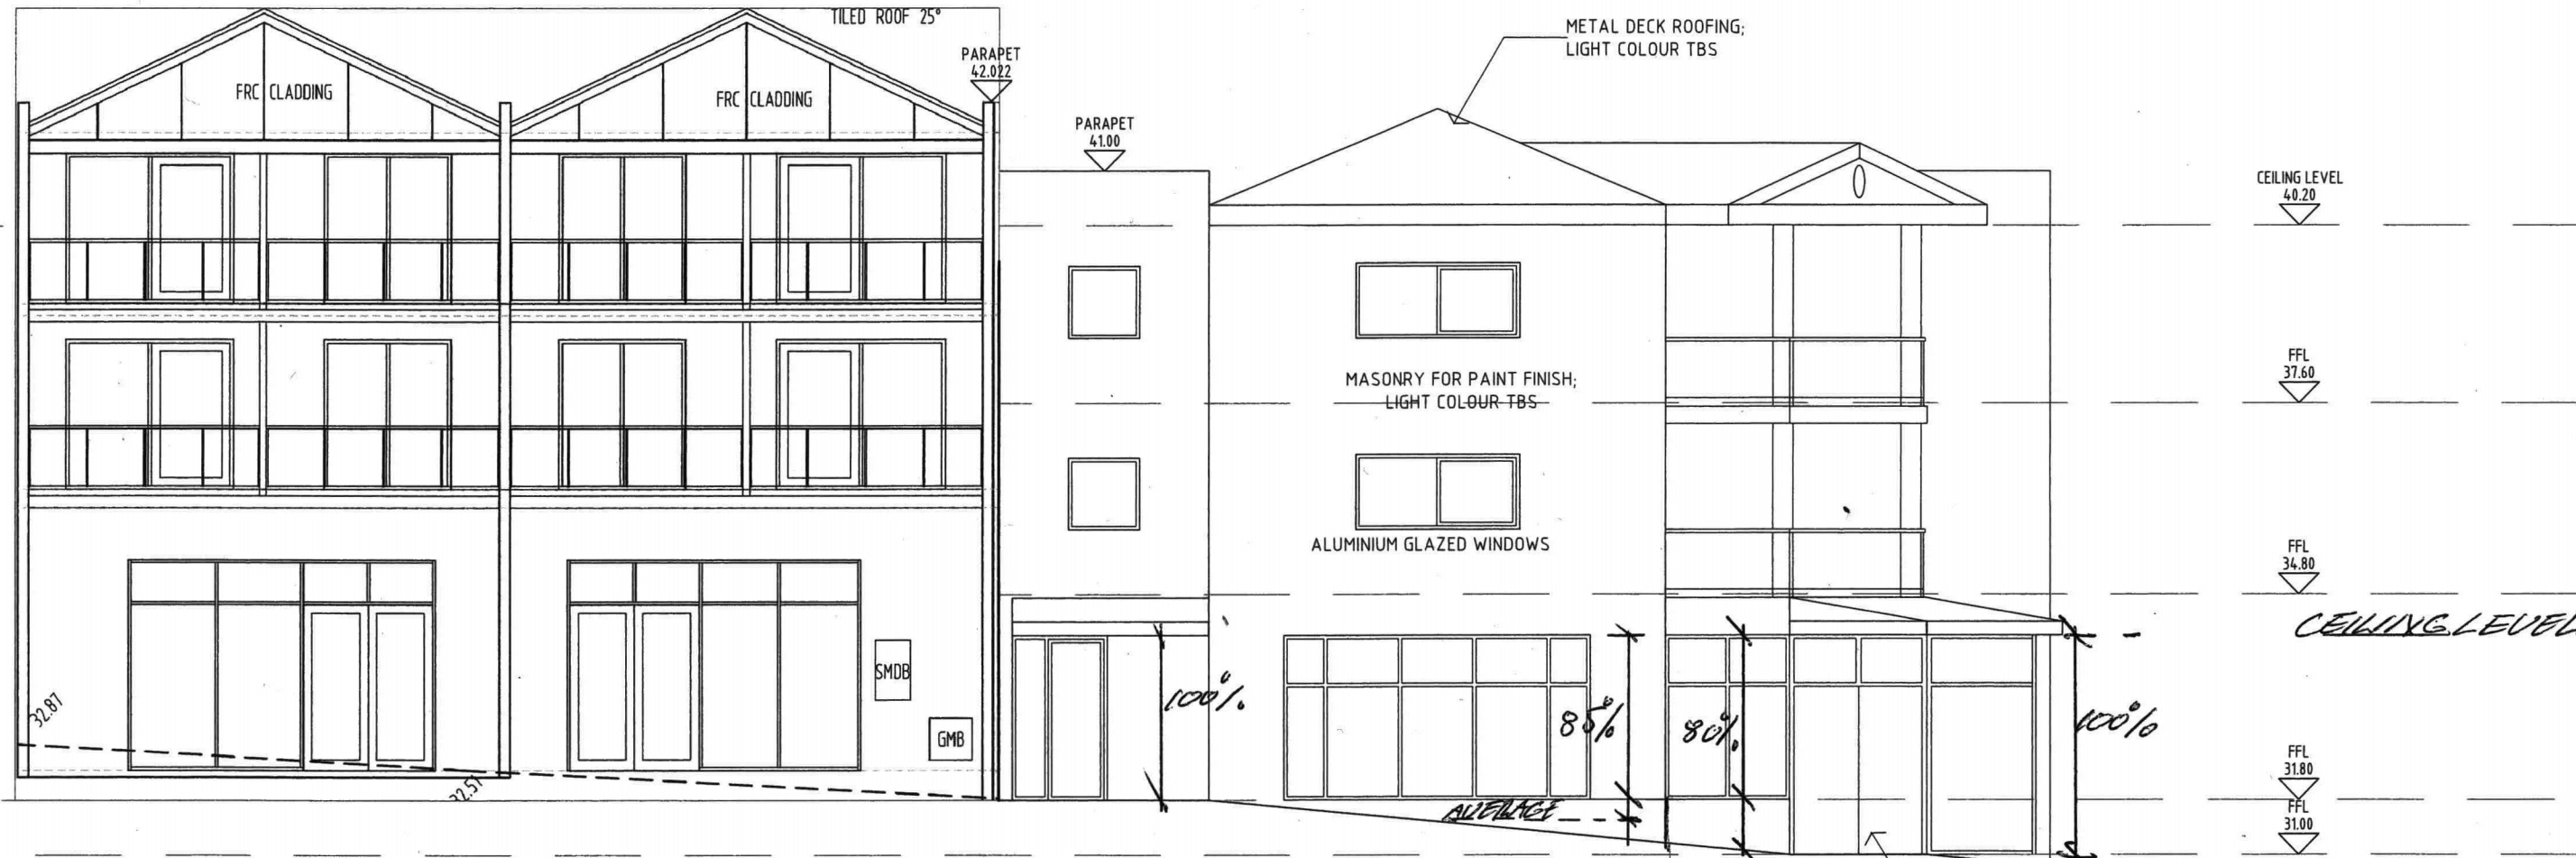 TILED ROOF 25°
METAL DECK ROOFING;
LIGHT COLOUR TBS
PARAPET
42.022
FRC CLADDING
FRC CLADDING
PARAPET
41.00
CEILING LEVEL
40.20
FFL
37.60
MASONRY FOR PAINT FINISH;
LIGHT COLOUR TBS
ALUMINIUM GLAZED WINDOWS
FFL
34.80
CEILING LEVEL
SMDB
GMB
32.87
32.51
100%
85%
80%
100%
AVERAGE
FFL
31.80
FFL
31.00